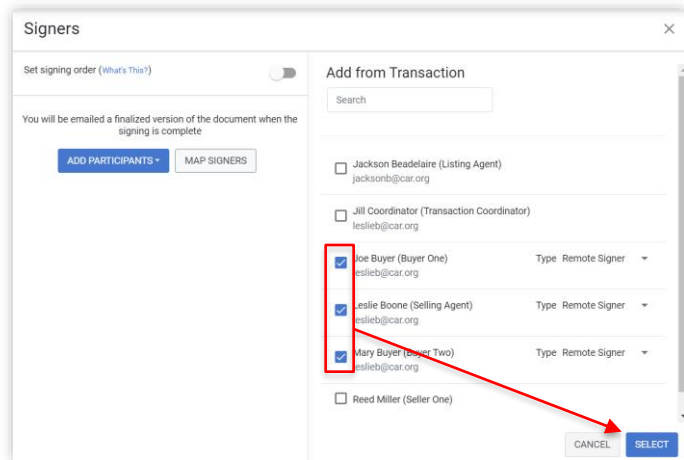 Signers
Set signing order (What's This?)
You will be emailed a finalized version of the document when the
signing is complete
ADD PARTICIPANTS
MAP SIGNERS
Add from Transaction
Search
Jackson Beadelaire (Listing Agent)
jacksonb@car.org
Jill Coordinator (Transaction Coordinator)
leslieb@car.org
Joe Buyer (Buyer One) Type Remote Signer
leslieb@car.org
Leslie Boone (Selling Agent) Type Remote Signer
leslieb@car.org
Mary Buyer (Buyer Two) Type Remote Signer
leslieb@car.org
Reed Miller (Seller One)
CANCEL SELECT